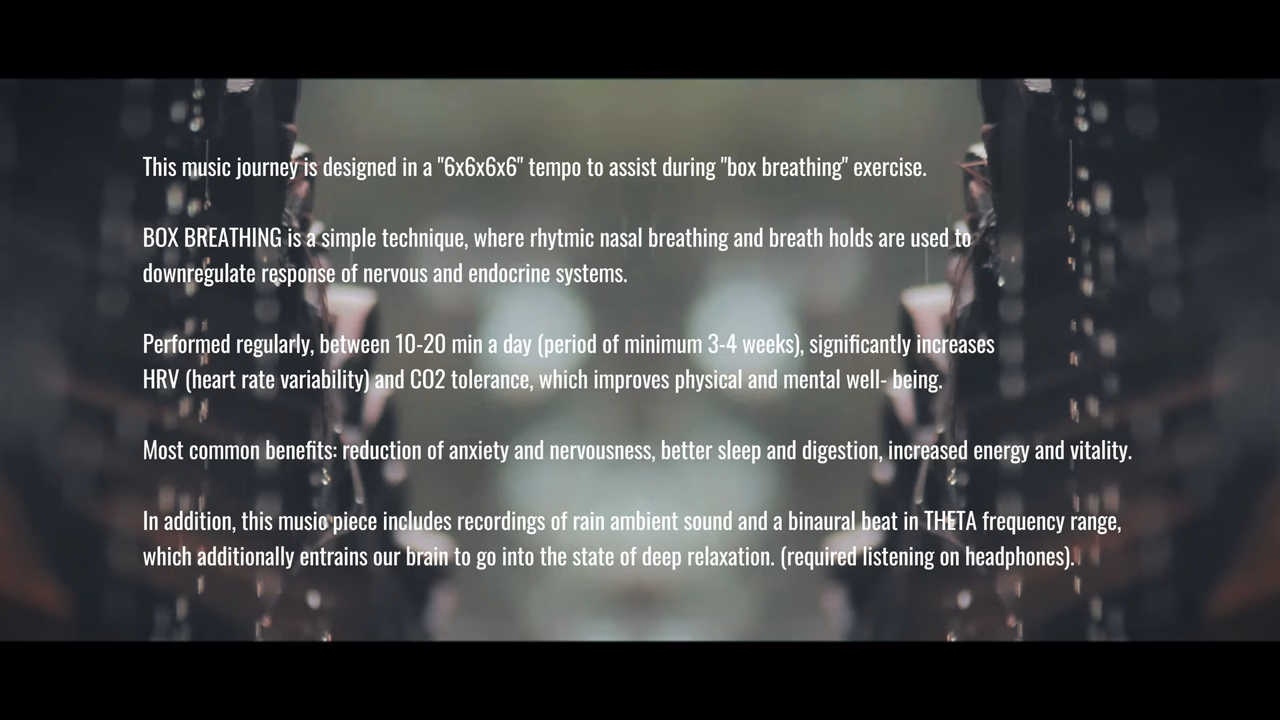 This music journey is designed in a "6x6x6x6" tempo to assist during "box breathing" exercise.
BOX BREATHING is a simple technique, where rhytmic nasal breathing and breath holds are used to
downregulate response of nervous and endocrine systems.
Performed regularly, between 10-20 min a day (period of minimum 3-4 weeks), significantly increases
HRV (heart rate variability) and CO2 tolerance, which improves physical and mental well- being.
Most common benefits: reduction of anxiety and nervousness, better sleep and digestion, increased energy and vitality.
In addition, this music piece includes recordings of rain ambient sound and a binaural beat in THETA frequency range,
which additionally entrains our brain to go into the state of deep relaxation. (required listening on headphones).